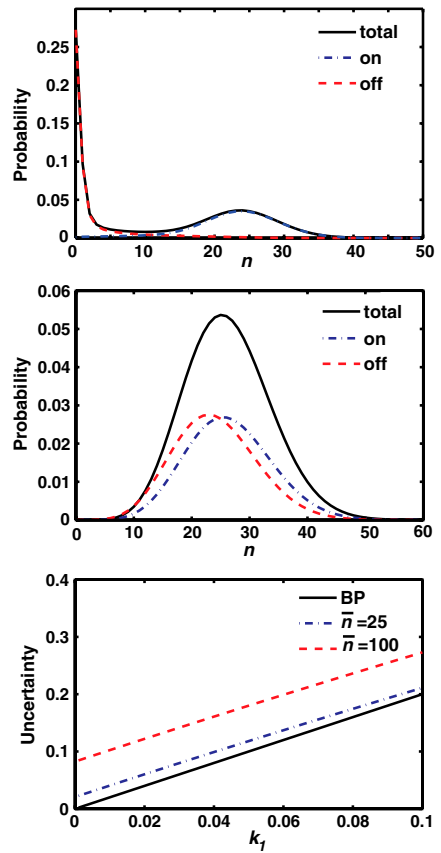 total
on
off
0.25
0.2
0.15
0.1
0.05
0
Probability
0 10 20 30 40 50
n
total
on
off
0.06
0.05
0.04
0.03
0.02
0.01
0
Probability
0 10 20 30 40 50 60
n
BP
n̅ =25
n̅ =100
0.4
0.3
0.2
0.1
0
Uncertainty
0 0.02 0.04 0.06 0.08 0.1
k₁